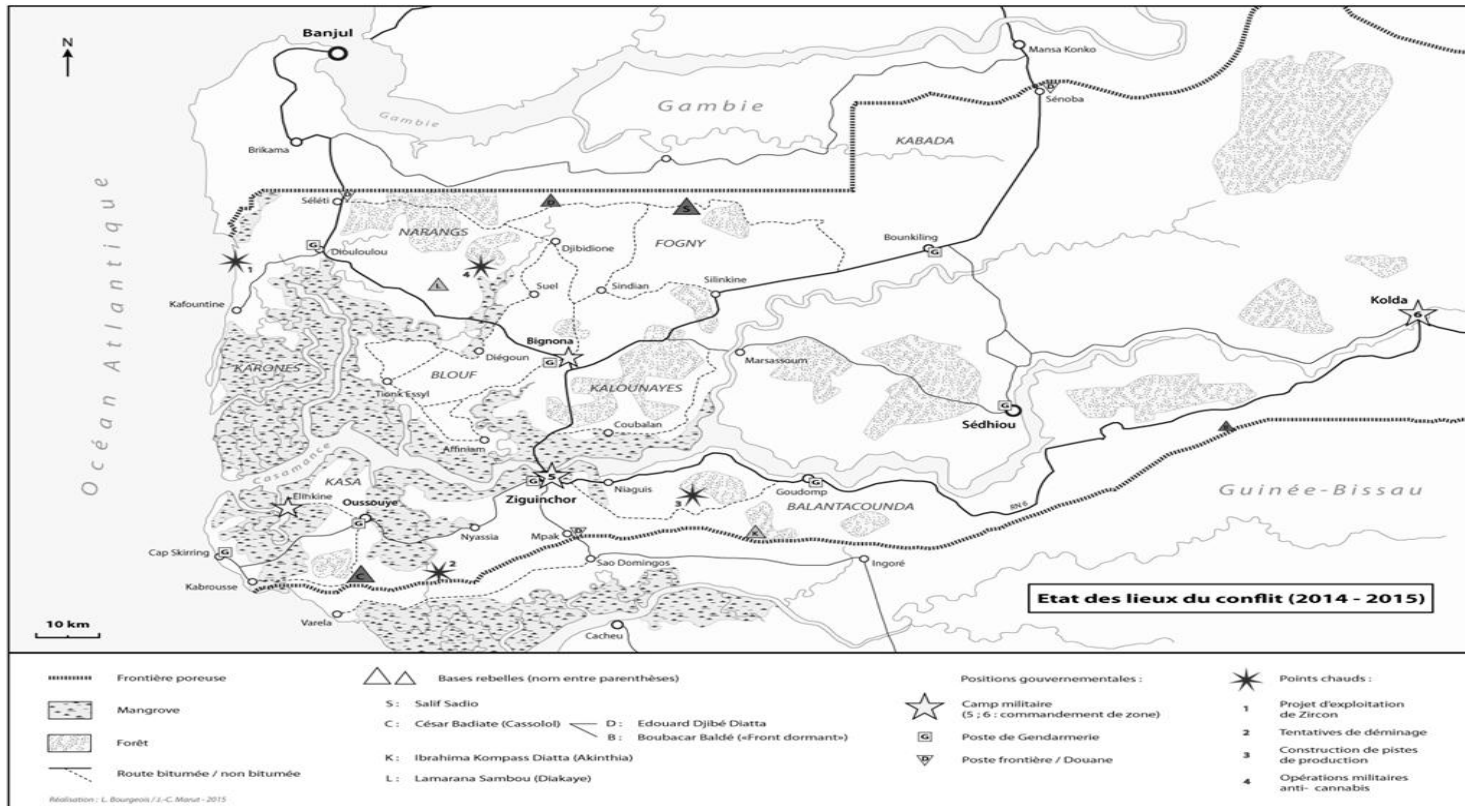 N
Banjul
Mansa Konko
Gambie
Gambie
D
Sénoba
KABADA
Brikama
Océan Atlantique
D
Séléti
D
S
NARANGS
FOGNY
Bounkiling
G
G
Diouloulou
Djibidione
1
4
L
Suel
Sindian
Silinkine
Kafountine
Kolda
6
Bignona
G
Marsassoum
Diégoun
KARONES
BLOUF
KALOUNAYES
Tionk Essyl
G
Sédhiou
Coubalan
Affiniam
Casamance
KASA
5
G
Elinkine
Oussouye
G
Ziguinchor
Niaguis
3
Goudomp
G
BALANTACOUNDA
RN 6
Guinée-Bissau
Nyassia
Mpak
D
K
Cap Skirring
G
Sao Domingos
Ingoré
C
2
Kabrousse
Varela
Cacheu
Etat des lieux du conflit (2014 - 2015)
10 km
Frontière poreuse
Mangrove
Forêt
Route bitumée / non bitumée
Réalisation : L. Bourgeois / J.-C. Marut - 2015
Bases rebelles (nom entre parenthèses)
S : Salif Sadio
C : César Badiate (Cassolol)
D : Edouard Djibé Diatta
B : Boubacar Baldé («Front dormant»)
K : Ibrahima Kompass Diatta (Akinthia)
L : Lamarana Sambou (Diakaye)
Positions gouvernementales :
Camp militaire
(5 ; 6 : commandement de zone)
G Poste de Gendarmerie
D Poste frontière / Douane
Points chauds :
1 Projet d'exploitation
de Zircon
2 Tentatives de déminage
3 Construction de pistes
de production
4 Opérations militaires
anti- cannabis